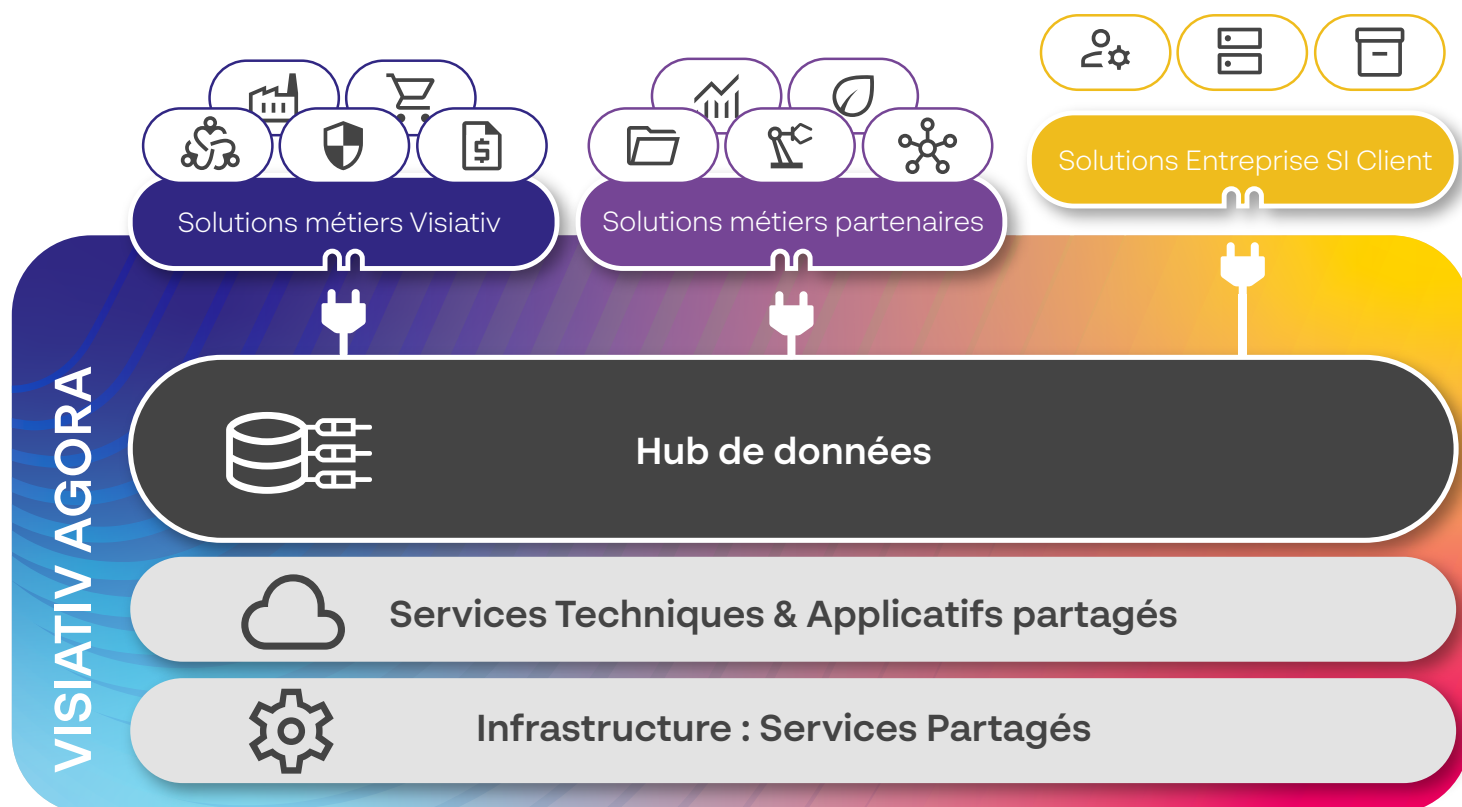 Solutions Entreprise SI Client
Solutions métiers Visiativ
Solutions métiers partenaires
VISIATIV AGORA
Hub de données
Services Techniques & Applicatifs partagés
Infrastructure : Services Partagés